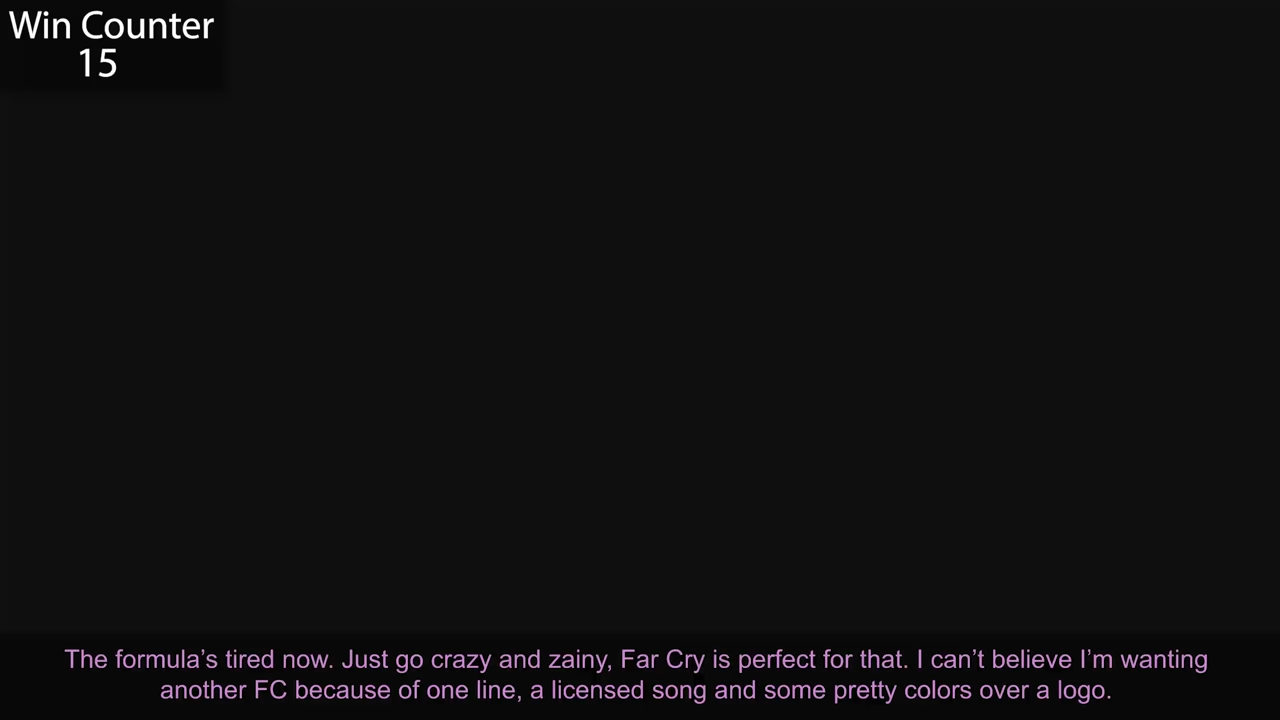 Win Counter
15
The formula’s tired now. Just go crazy and zainy, Far Cry is perfect for that. I can’t believe I’m wanting
another FC because of one line, a licensed song and some pretty colors over a logo.